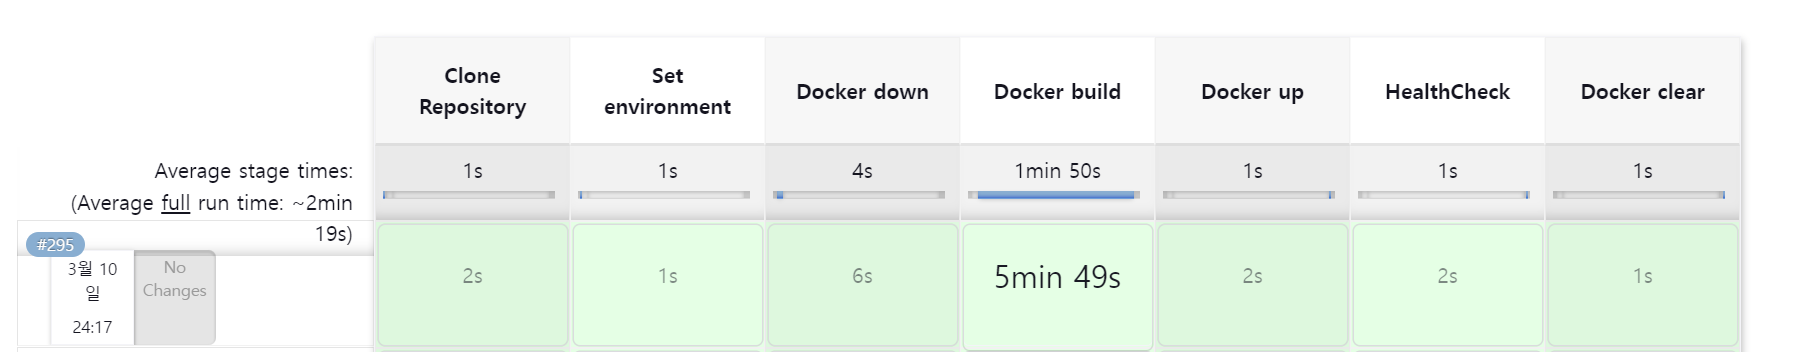 Clone
Repository
Set
environment
Docker down
Docker build
Docker up
HealthCheck
Docker clear
Average stage times:
(Average full run time: ~2min
19s)
1s
1s
4s
1min 50s
1s
1s
1s
#295
3월 10
일
24:17
No
Changes
2s
1s
6s
5min 49s
2s
2s
1s